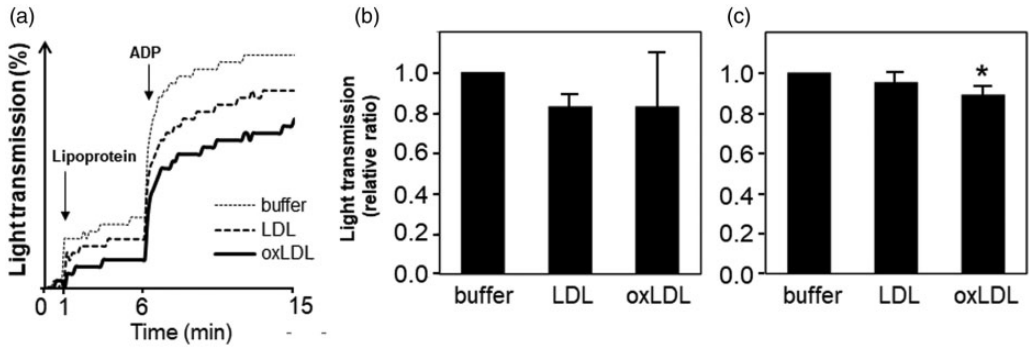 (a)
Light transmission (%)
ADP
Lipoprotein
buffer
LDL
oxLDL
0 1 6 15
Time (min)
(b)
Light transmission
(relative ratio)
1.0
0.8
0.6
0.4
0.2
0.0
buffer LDL oxLDL
(c)
*
1.0
0.8
0.6
0.4
0.2
0.0
buffer LDL oxLDL